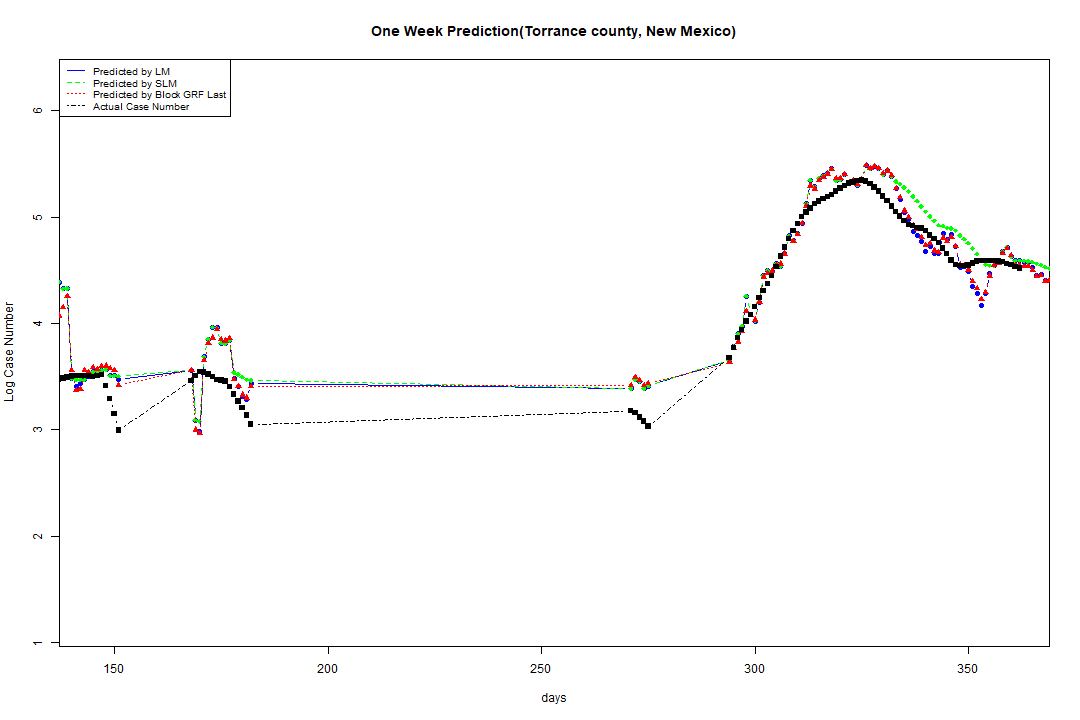 One Week Prediction(Torrance county, New Mexico)
Predicted by LM
Predicted by SLM
Predicted by Block GRF Last
Actual Case Number
Log Case Number
6
5
4
3
2
1
150 200 250 300 350
days